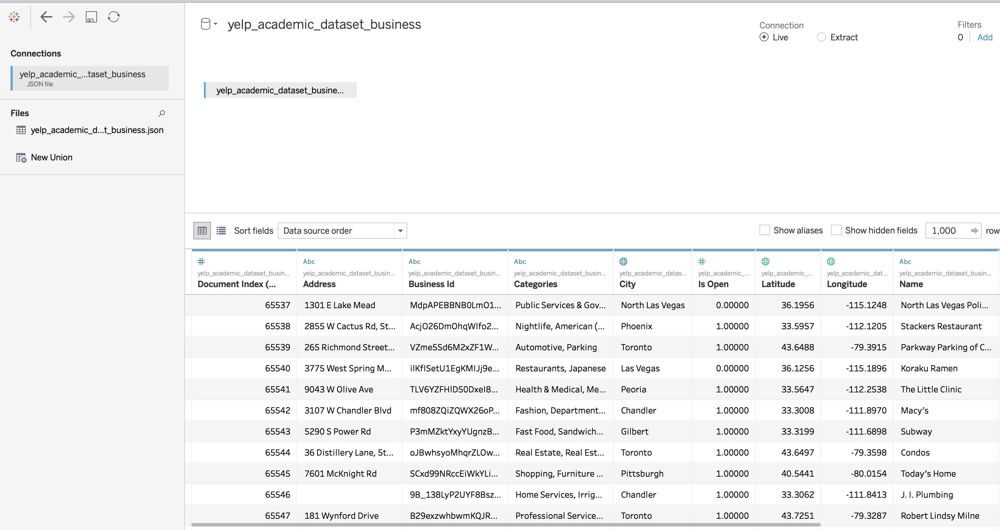 yelp_academic_dataset_business
Connection
Live
Extract
Filters
0
Add
Connections
yelp_academic_...taset_business
JSON file
yelp_academic_dataset_busine...
Files
yelp_academic_d...t_business.json
New Union
Sort fields
Data source order
Show aliases
Show hidden fields
1,000
row
# Abc Abc Abc # Abc
yelp_academic_dataset_busin... yelp_academic_dataset_busin... yelp_academic_dataset_busin... yelp_academic_dataset_busin... yelp_academic_datas... yelp_academic_... yelp_academic_... yelp_academic_dat... yelp_academic_dataset_busin...
Document Index (... Address Business Id Categories City Is Open Latitude Longitude Name
65537 1301 E Lake Mead MdpAPEBBNB0LmO1... Public Services & Gov... North Las Vegas 0.00000 36.1956 -115.1248 North Las Vegas Poli...
65538 2855 W Cactus Rd, St... AcjO26DmOhqWlfo2... Nightlife, American (... Phoenix 1.00000 33.5957 -112.1205 Stackers Restaurant
65539 265 Richmond Street... VZme5Sd6M2xZF1W... Automotive, Parking Toronto 1.00000 43.6488 -79.3915 Parkway Parking of C...
65540 3775 West Spring M... ilKfISetU1EgKMIJj9e... Restaurants, Japanese Las Vegas 0.00000 36.1256 -115.1896 Koraku Ramen
65541 9043 W Olive Ave TLV6YZFHlD50DxeI8... Health & Medical, Me... Peoria 1.00000 33.5647 -112.2538 The Little Clinic
65542 3107 W Chandler Blvd mf808ZQiZQWX26oP... Fashion, Department... Chandler 1.00000 33.3008 -111.8970 Macy's
65543 5290 S Power Rd P3mMZktYxyYUgnzB... Fast Food, Sandwich... Gilbert 1.00000 33.3199 -111.6898 Subway
65544 36 Distillery Lane, 5t... oJBwhsyoMhqrZLOw... Real Estate, Real Est... Toronto 1.00000 43.6497 -79.3598 Condos
65545 7601 McKnight Rd SCxd99NRccEiWkYLi... Shopping, Furniture ... Pittsburgh 1.00000 40.5441 -80.0154 Today's Home
65546 9B_138LyP2UYF8Bsz... Home Services, Irrig... Chandler 1.00000 33.3062 -111.8413 J. I. Plumbing
65547 181 Wynford Drive B29exzwhbwmKQJR... Professional Service... Toronto 1.00000 43.7251 -79.3287 Robert Lindsy Milne